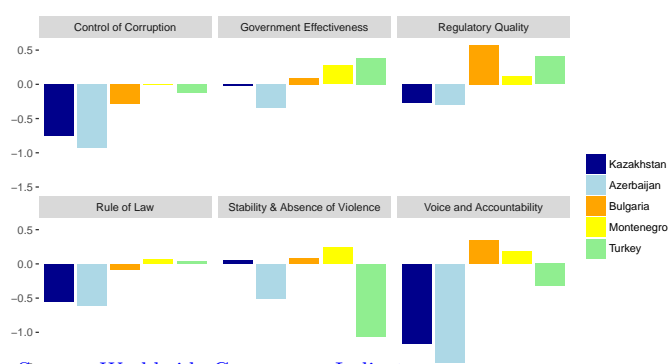 Control of Corruption
Government Effectiveness
Regulatory Quality
0.5
0.0
−0.5
−1.0
−1.5
Rule of Law
Stability & Absence of Violence
Voice and Accountability
0.5
0.0
−0.5
−1.0
Kazakhstan
Azerbaijan
Bulgaria
Montenegro
Turkey